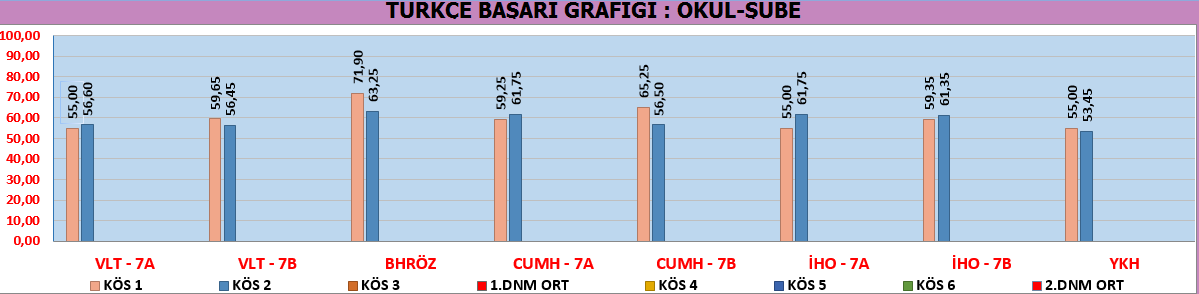 TÜRKÇE BAŞARI GRAFİĞİ : OKUL-ŞUBE
100,00
90,00
80,00
70,00
60,00
50,00
40,00
30,00
20,00
10,00
0,00
55,00 56,60 59,65 56,45 71,90 63,25 59,25 61,75 65,25 56,50 55,00 61,75 59,35 61,35 55,00 53,45
VLT - 7A VLT - 7B BHRÖZ CUMH - 7A CUMH - 7B İHO - 7A İHO - 7B YKH
KÖS 1 KÖS 2 KÖS 3 1.DNM ORT KÖS 4 KÖS 5 KÖS 6 2.DNM ORT